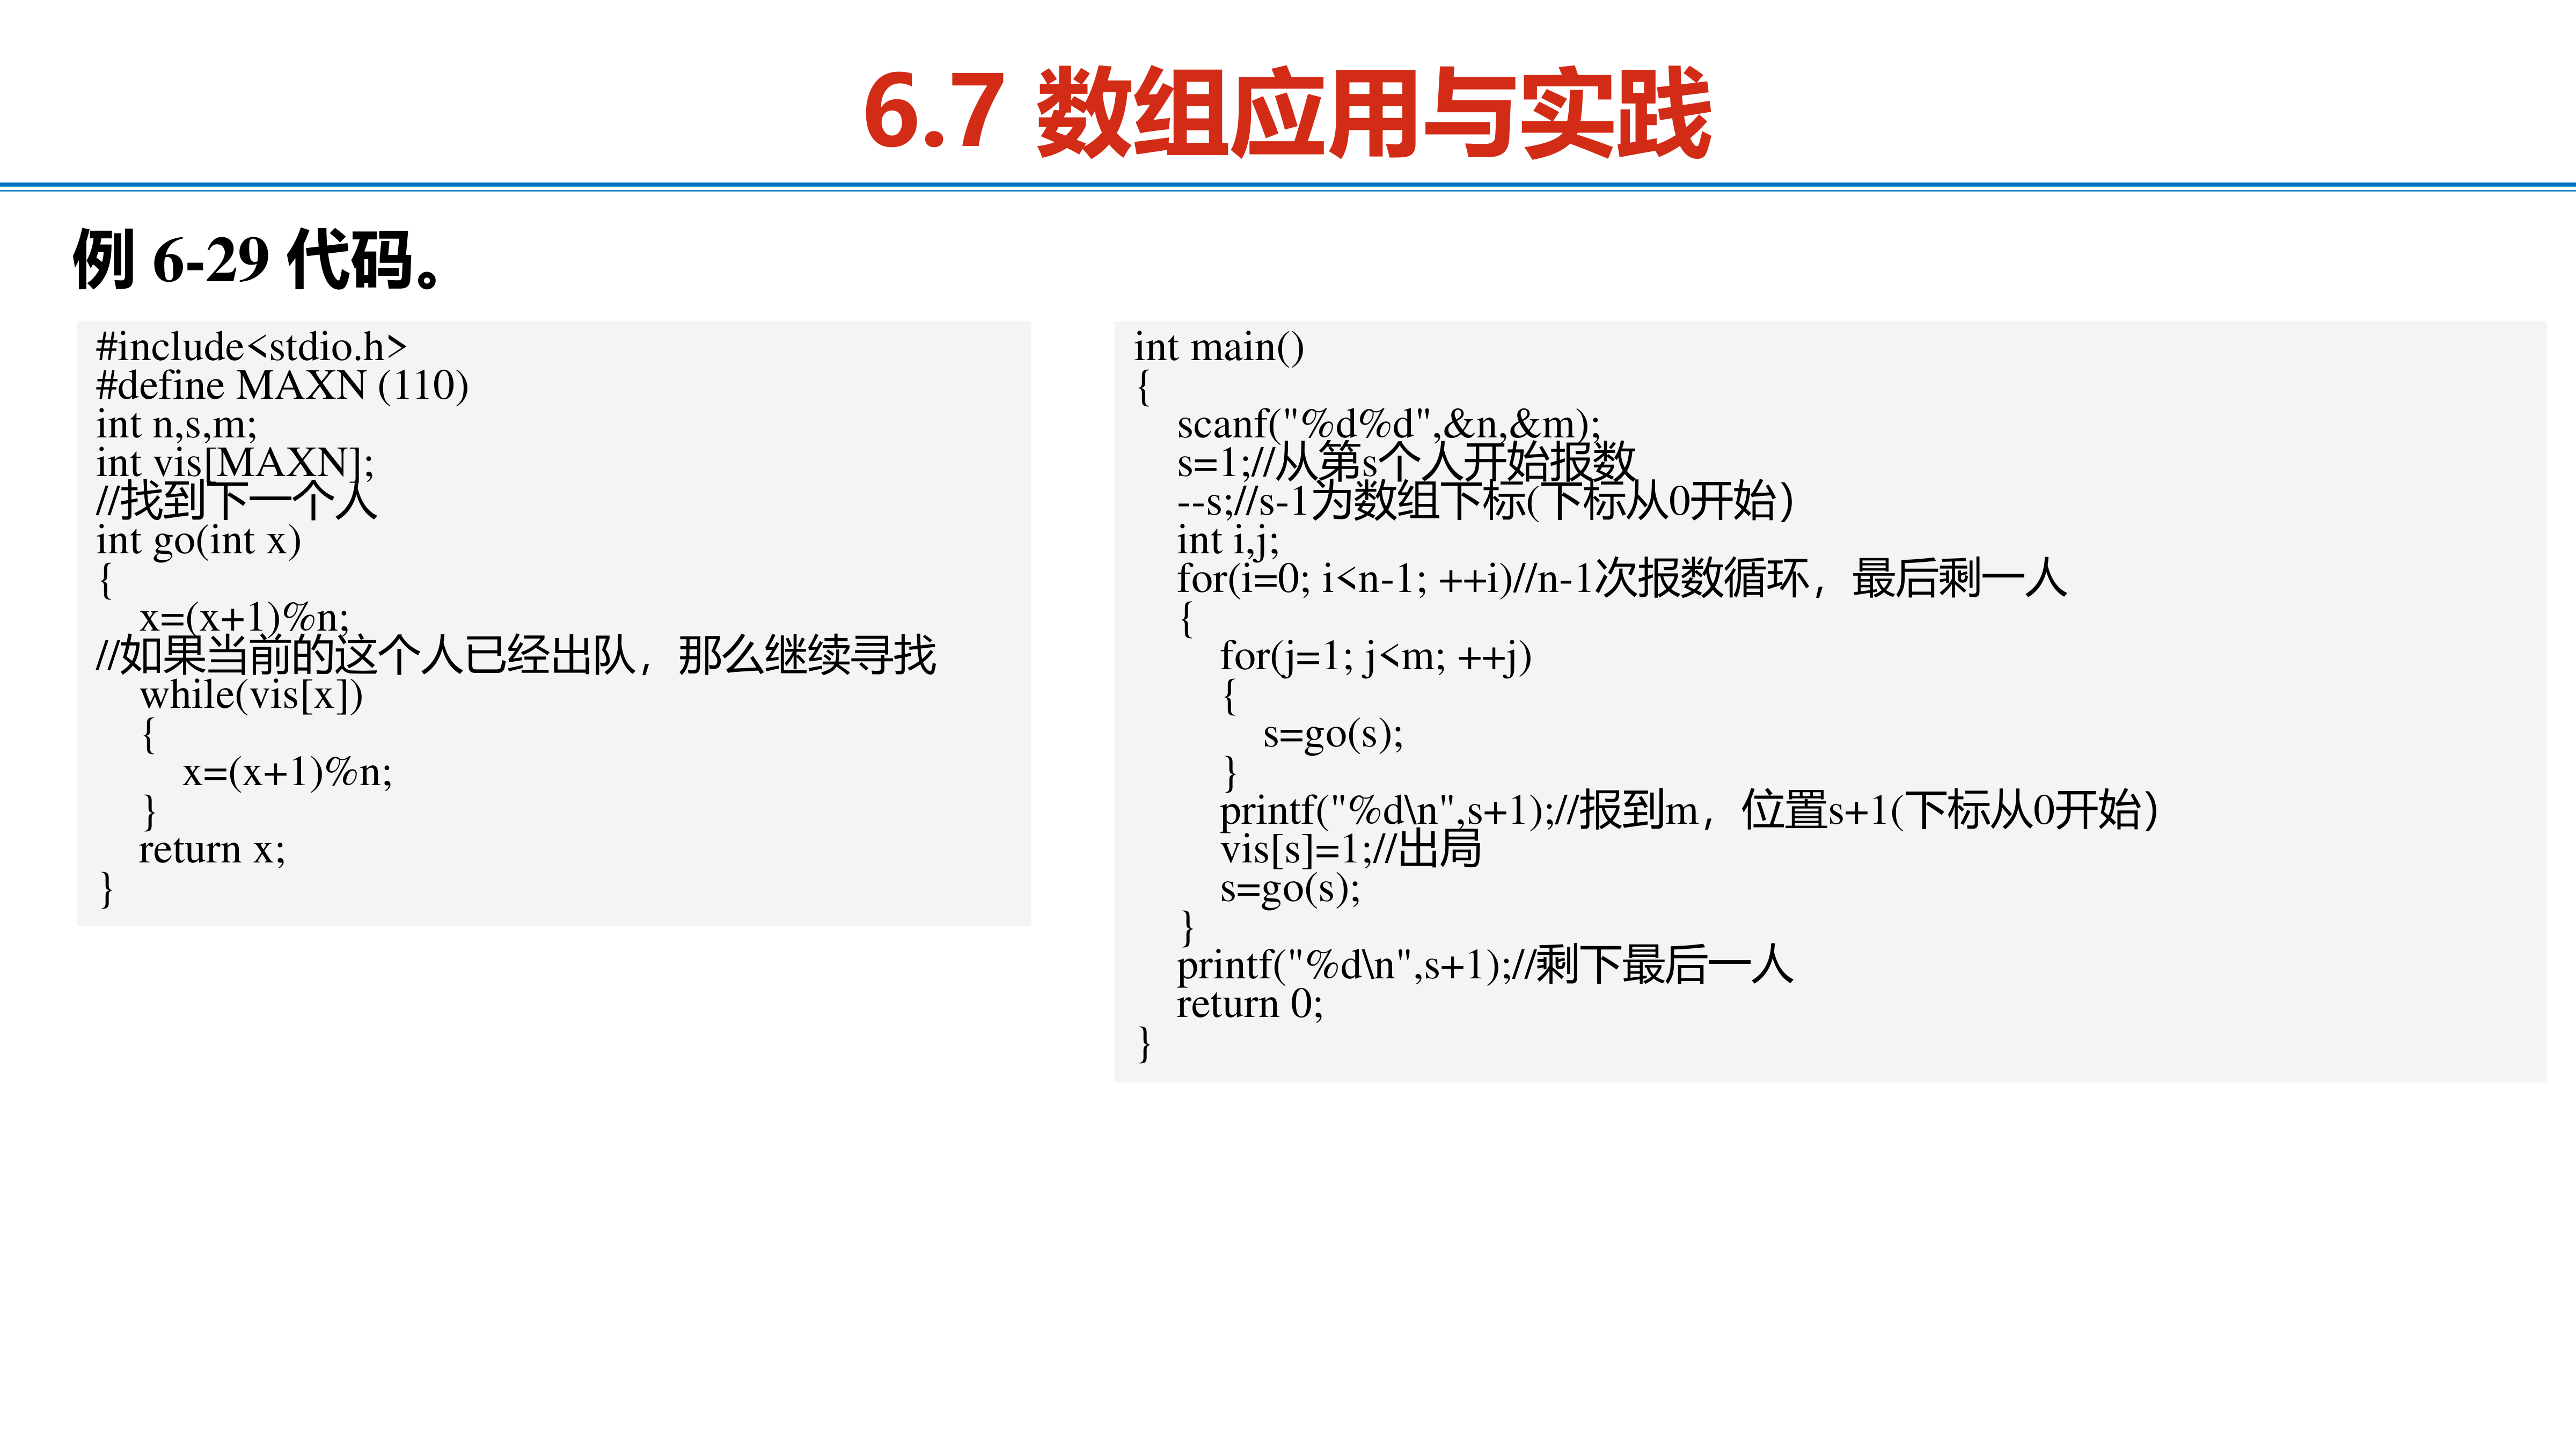 6.7 数组应用与实践
例 6-29 代码。
#include<stdio.h>
#define MAXN (110)
int n,s,m;
int vis[MAXN];
//找到下一个人
int go(int x)
{
    x=(x+1)%n;
//如果当前的这个人已经出队，那么继续寻找
    while(vis[x])
    {
        x=(x+1)%n;
    }
    return x;
}
int main()
{
    scanf("%d%d",&n,&m);
    s=1;//从第s个人开始报数
    --s;//s-1为数组下标(下标从0开始）
    int i,j;
    for(i=0; i<n-1; ++i)//n-1次报数循环，最后剩一人
    {
        for(j=1; j<m; ++j)
        {
            s=go(s);
        }
        printf("%d\n",s+1);//报到m，位置s+1(下标从0开始）
        vis[s]=1;//出局
        s=go(s);
    }
    printf("%d\n",s+1);//剩下最后一人
    return 0;
}